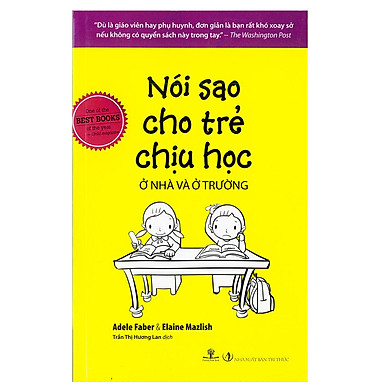 "Dù là giáo viên hay phụ huynh, đơn giản là bạn rất khó xoay sở
nếu không có quyển sách này trong tay." – The Washington Post
One of the
BEST BOOKS
of the year
Nói sao
cho trẻ
chịu học
Ở NHÀ VÀ Ở TRƯỜNG
Adele Faber & Elaine Mazlish
Trần Thị Hương Lan dịch
NHÀ XUẤT BẢN TRI THỨC